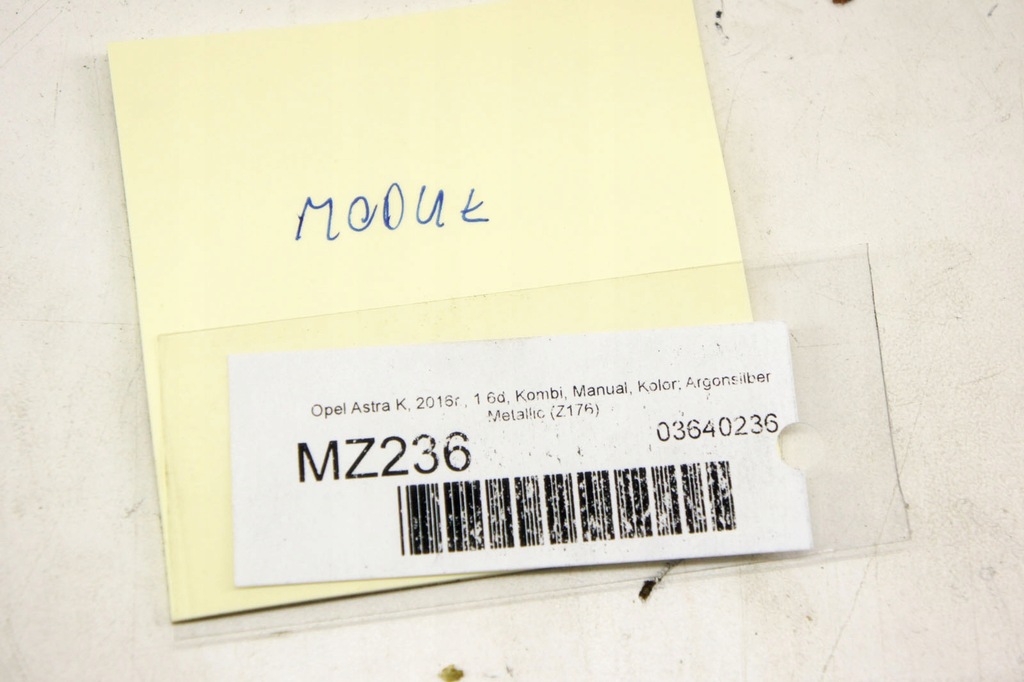 MODUŁ
Opel Astra K, 2016r., 1.6d, Kombi, Manual, Kolor: Argonsilber
Metallic (Z176)
03640236
MZ236